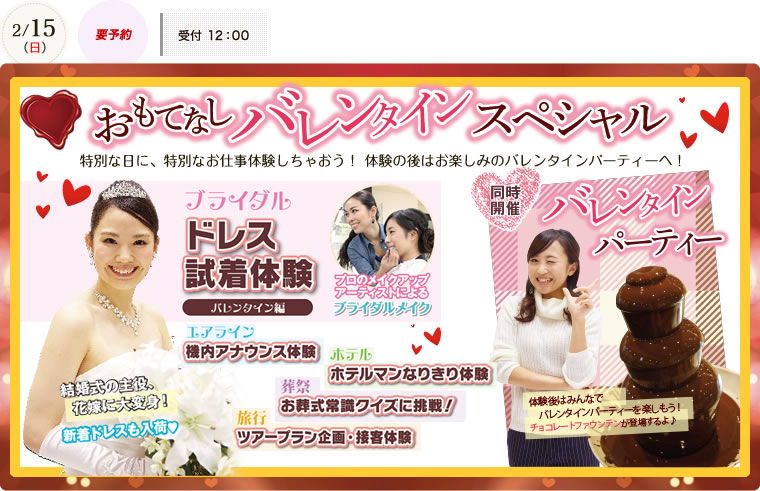 2/15
（日）
要予約
受付 12：00
おもてなしバレンタインスペシャル
特別な日に、特別なお仕事体験しちゃおう！ 体験の後はお楽しみのバレンタインパーティーへ！
ブライダル
ドレス
試着体験
バレンタイン編
プロのメイクアップ
アーティストによる
ブライダルメイク
結婚式の主役、
花嫁に大変身！
新着ドレスも入荷♥
エアライン
機内アナウンス体験
ホテル
ホテルマンなりきり体験
葬祭
お葬式常識クイズに挑戦！
旅行
ツアープラン企画・接客体験
同時
開催
バレンタイン
パーティー
体験後はみんなで
バレンタインパーティーを楽しもう！
チョコレートファウンテンが登場するよ♪